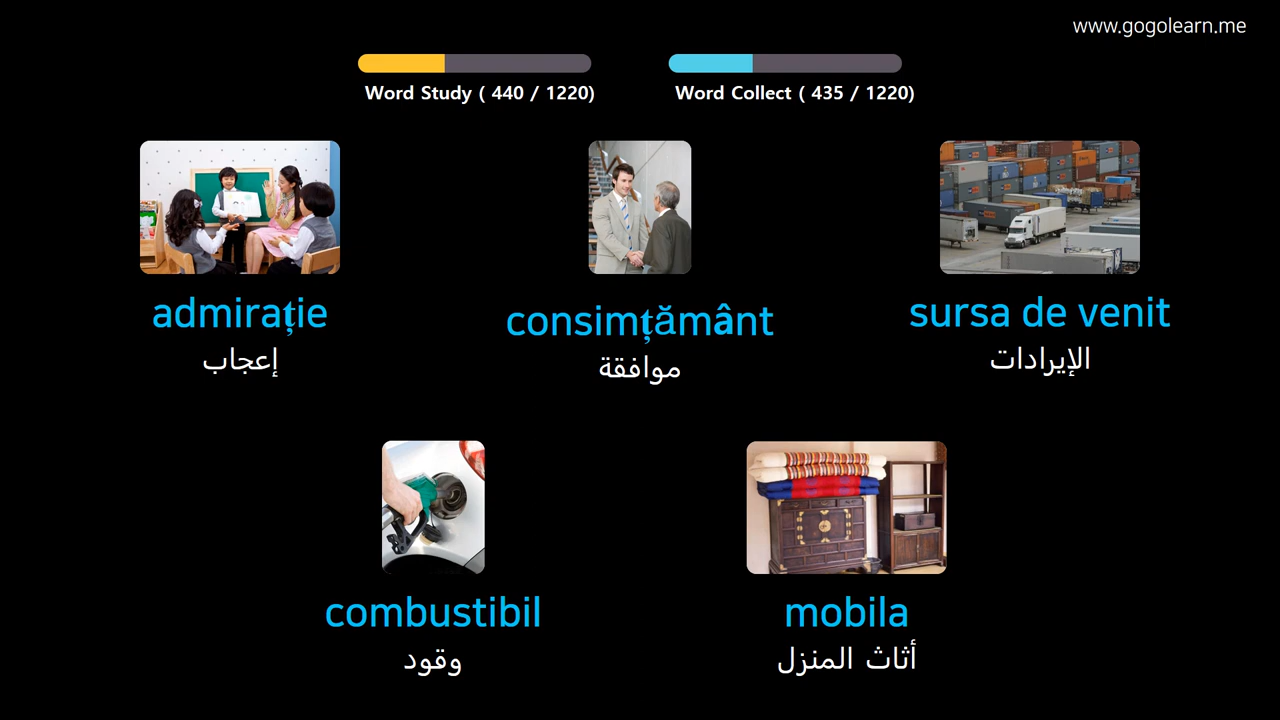 www.gogolearn.me
Word Study ( 440 / 1220)
Word Collect ( 435 / 1220)
admirație
إعجاب
consimțământ
موافقة
sursa de venit
الإيرادات
combustibil
وقود
mobila
أثاث المنزل